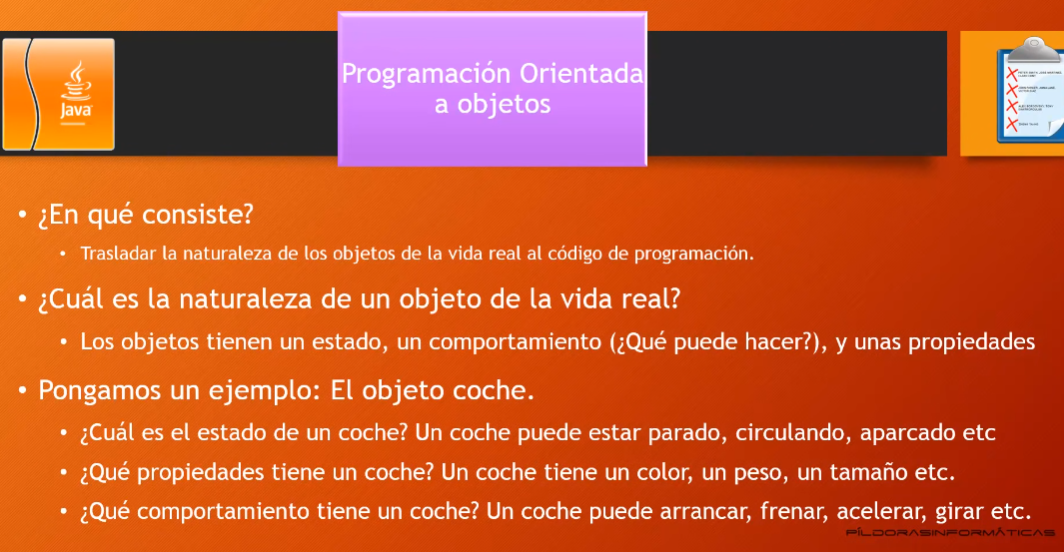 Java
Programación Orientada
a objetos
• ¿En qué consiste?
• Trasladar la naturaleza de los objetos de la vida real al código de programación.
• ¿Cuál es la naturaleza de un objeto de la vida real?
• Los objetos tienen un estado, un comportamiento (¿Qué puede hacer?), y unas propiedades
• Pongamos un ejemplo: El objeto coche.
• ¿Cuál es el estado de un coche? Un coche puede estar parado, circulando, aparcado etc
• ¿Qué propiedades tiene un coche? Un coche tiene un color, un peso, un tamaño etc.
• ¿Qué comportamiento tiene un coche? Un coche puede arrancar, frenar, acelerar, girar etc.
PÍLDORASINFORMÁTICAS